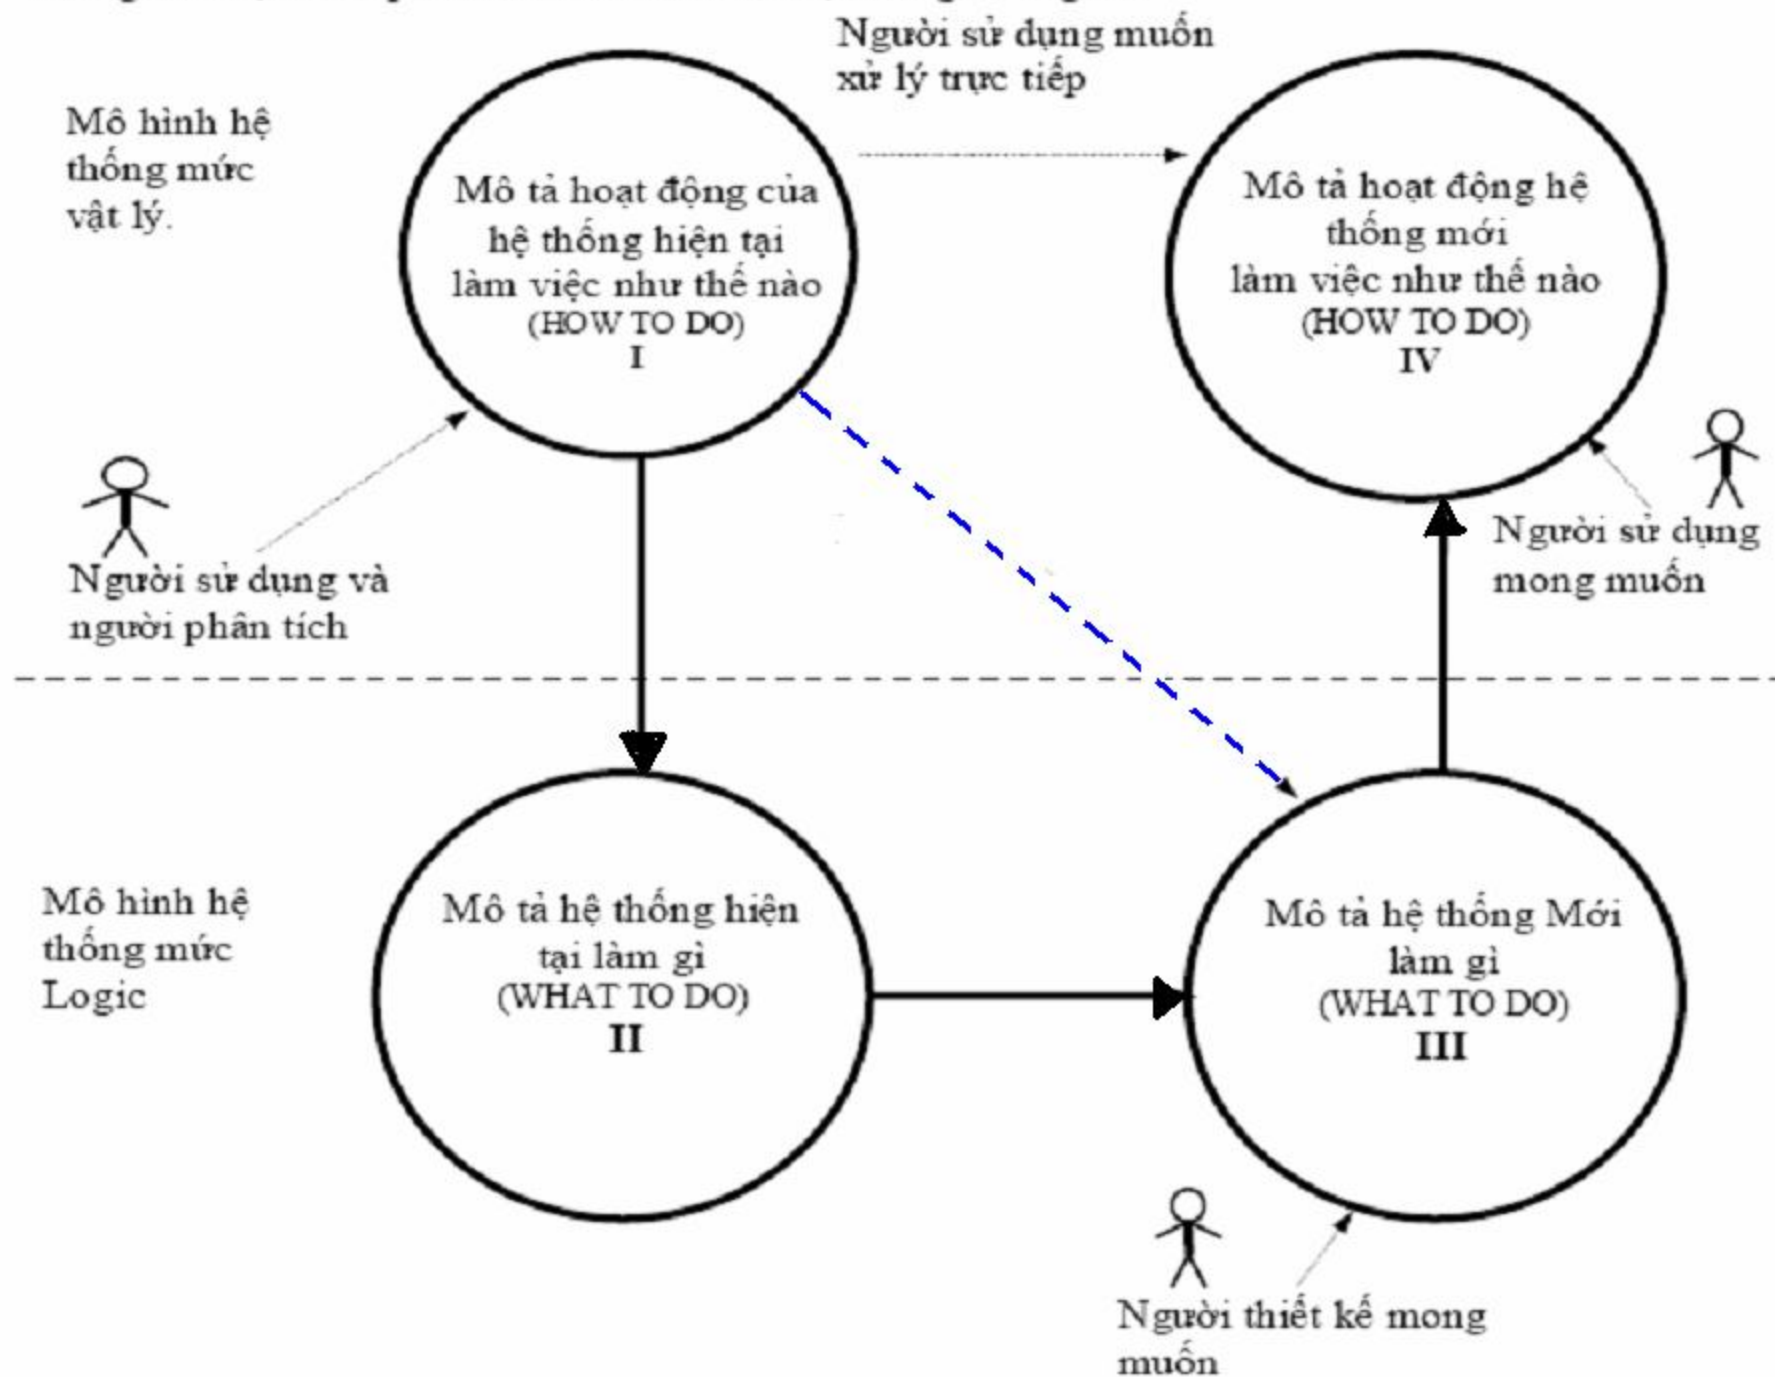 Người sử dụng muốn
xử lý trực tiếp
Mô hình hệ
thống mức
vật lý.
Mô tả hoạt động của
hệ thống hiện tại
làm việc như thế nào
(HOW TO DO)
I
Mô tả hoạt động hệ
thống mới
làm việc như thế nào
(HOW TO DO)
IV
Người sử dụng và
người phân tích
Người sử dụng
mong muốn
Mô hình hệ
thống mức
Logic
Mô tả hệ thống hiện
tại làm gì
(WHAT TO DO)
II
Mô tả hệ thống Mới
làm gì
(WHAT TO DO)
III
Người thiết kế mong
muốn